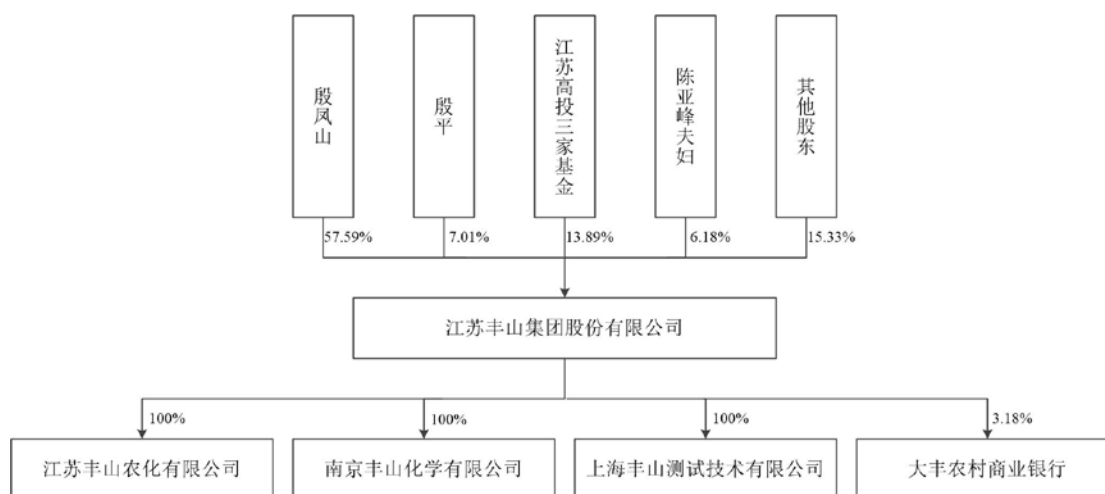 殷凤山
殷平
江苏高投三家基金
陈亚峰夫妇
其他股东
57.59%
7.01%
13.89%
6.18%
15.33%
江苏丰山集团股份有限公司
100%
100%
100%
3.18%
江苏丰山农化有限公司
南京丰山化学有限公司
上海丰山测试技术有限公司
大丰农村商业银行